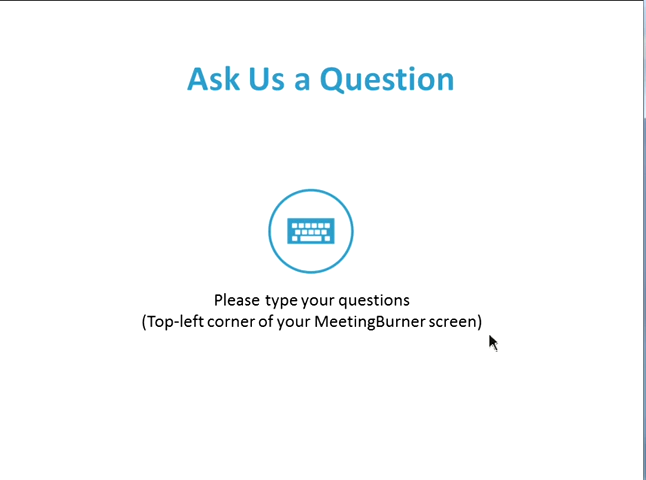 Ask Us a Question
Please type your questions
(Top-left corner of your MeetingBurner screen)